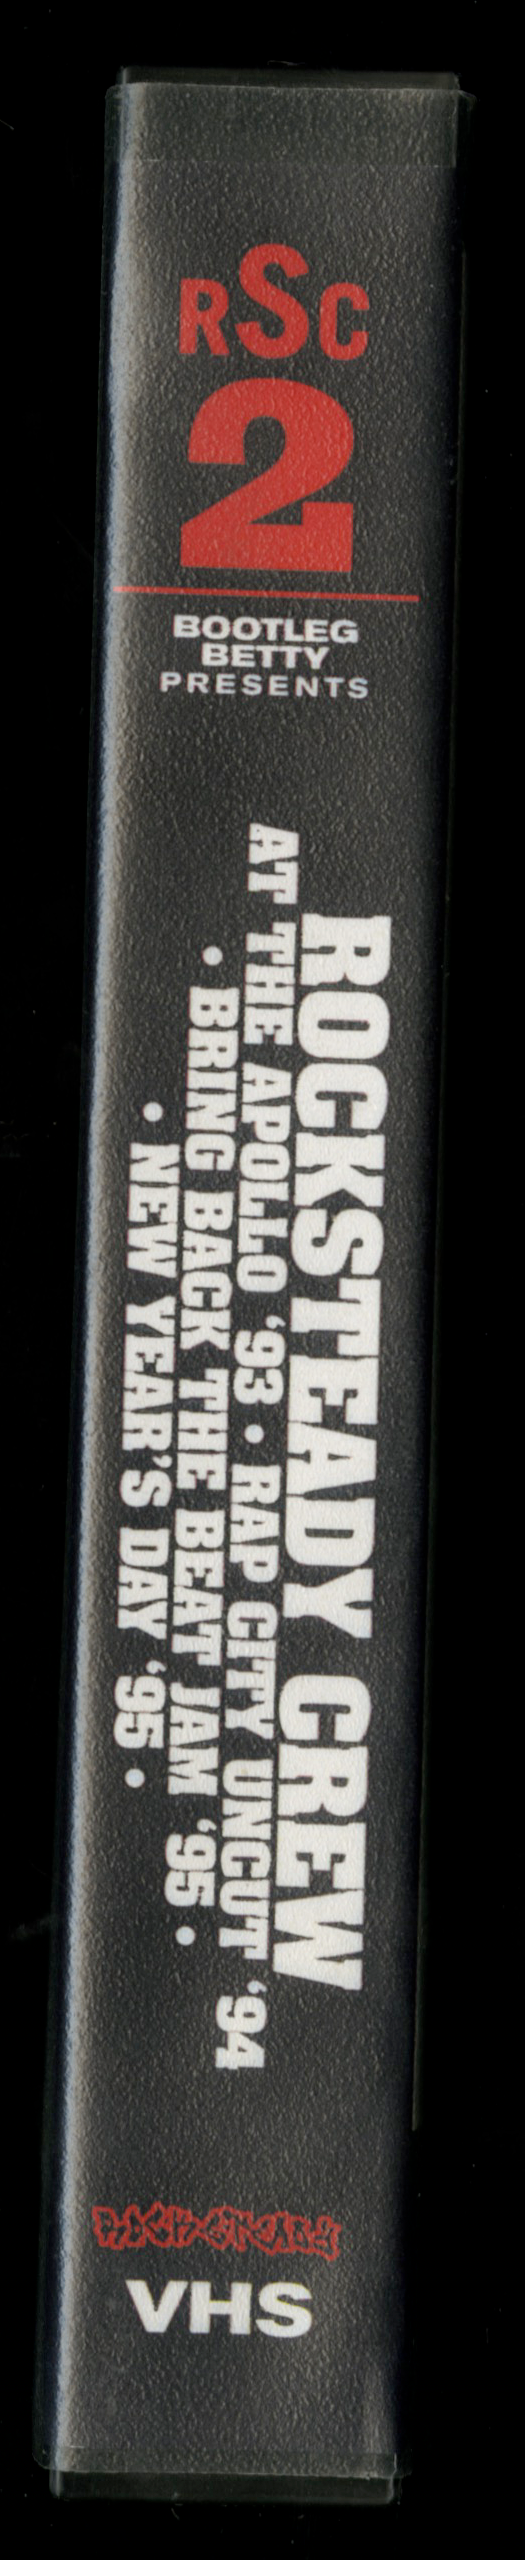 RSC
2
BOOTLEG
BETTY
PRESENTS
ROCKSTEADY CREW
AT THE APOLLO '93 • RAP CITY UNCUT '94
• BRING BACK THE BEAT JAM '95 •
• NEW YEAR'S DAY '95 •
VHS